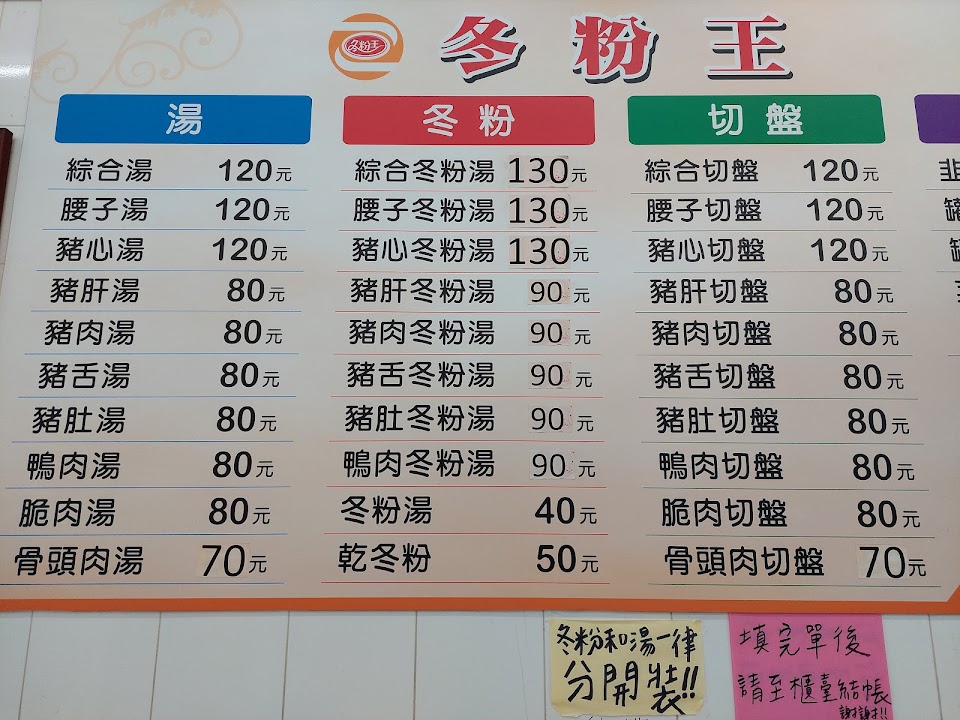 冬粉王
冬粉王
湯
綜合湯 120元
腰子湯 120元
豬心湯 120元
豬肝湯 80元
豬肉湯 80元
豬舌湯 80元
豬肚湯 80元
鴨肉湯 80元
脆肉湯 80元
骨頭肉湯 70元
冬粉
綜合冬粉湯 130元
腰子冬粉湯 130元
豬心冬粉湯 130元
豬肝冬粉湯 90元
豬肉冬粉湯 90元
豬舌冬粉湯 90元
豬肚冬粉湯 90元
鴨肉冬粉湯 90元
冬粉湯 40元
乾冬粉 50元
切盤
綜合切盤 120元
腰子切盤 120元
豬心切盤 120元
豬肝切盤 80元
豬肉切盤 80元
豬舌切盤 80元
豬肚切盤 80元
鴨肉切盤 80元
脆肉切盤 80元
骨頭肉切盤 70元
冬粉和湯一律
分開裝!!
填完單後
請至櫃臺結帳
謝謝!!